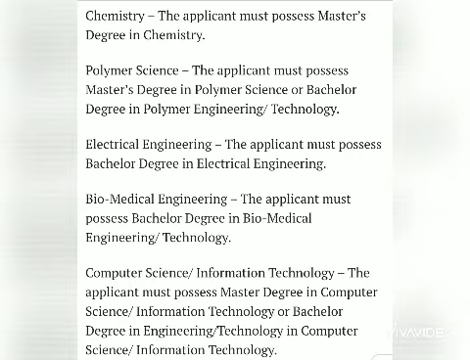 Chemistry – The applicant must possess Master's
Degree in Chemistry.
Polymer Science – The applicant must possess
Master's Degree in Polymer Science or Bachelor
Degree in Polymer Engineering/ Technology.
Electrical Engineering – The applicant must possess
Bachelor Degree in Electrical Engineering.
Bio-Medical Engineering – The applicant must
possess Bachelor Degree in Bio-Medical
Engineering/ Technology.
Computer Science/ Information Technology – The
applicant must possess Master Degree in Computer
Science/ Information Technology or Bachelor
Degree in Engineering/Technology in Computer
Science/ Information Technology.
VIVAVIDEO